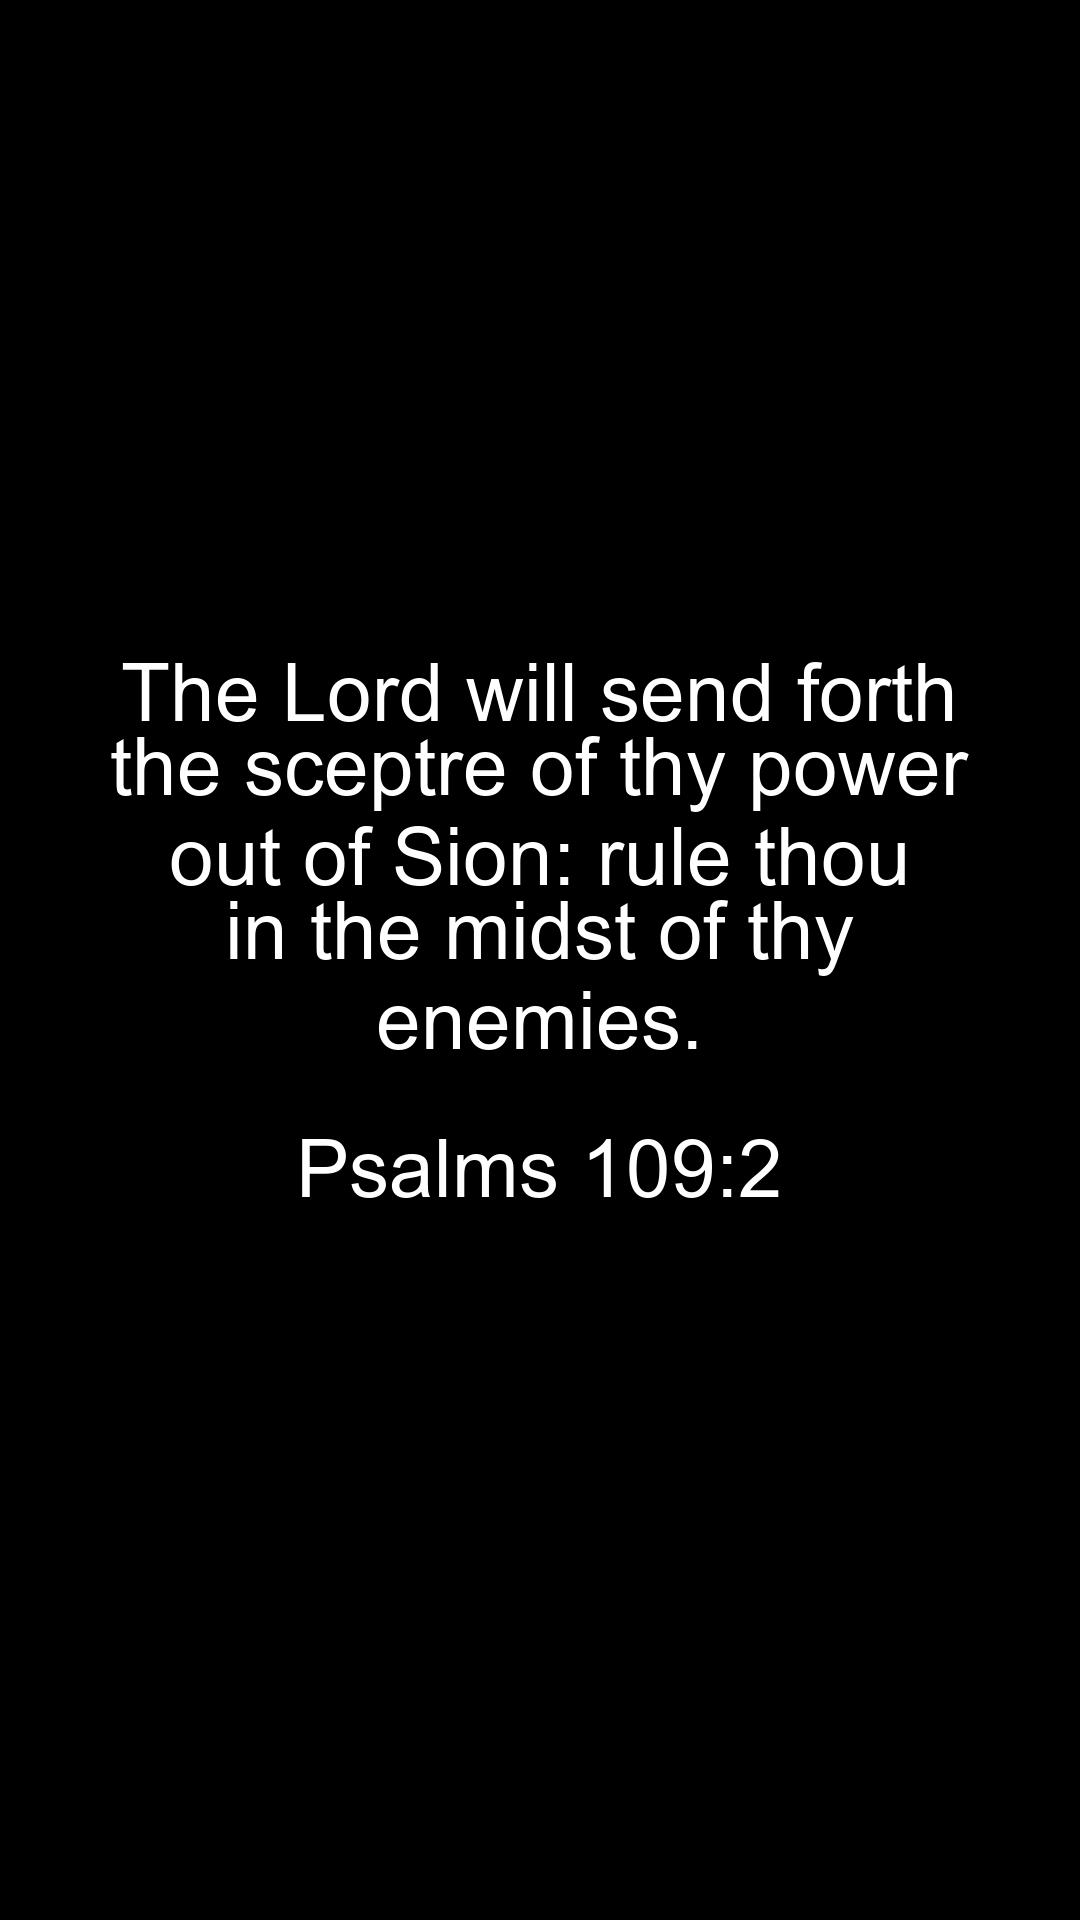 The Lord will send forth
the sceptre of thy power
out of Sion: rule thou
in the midst of thy
enemies.
Psalms 109:2